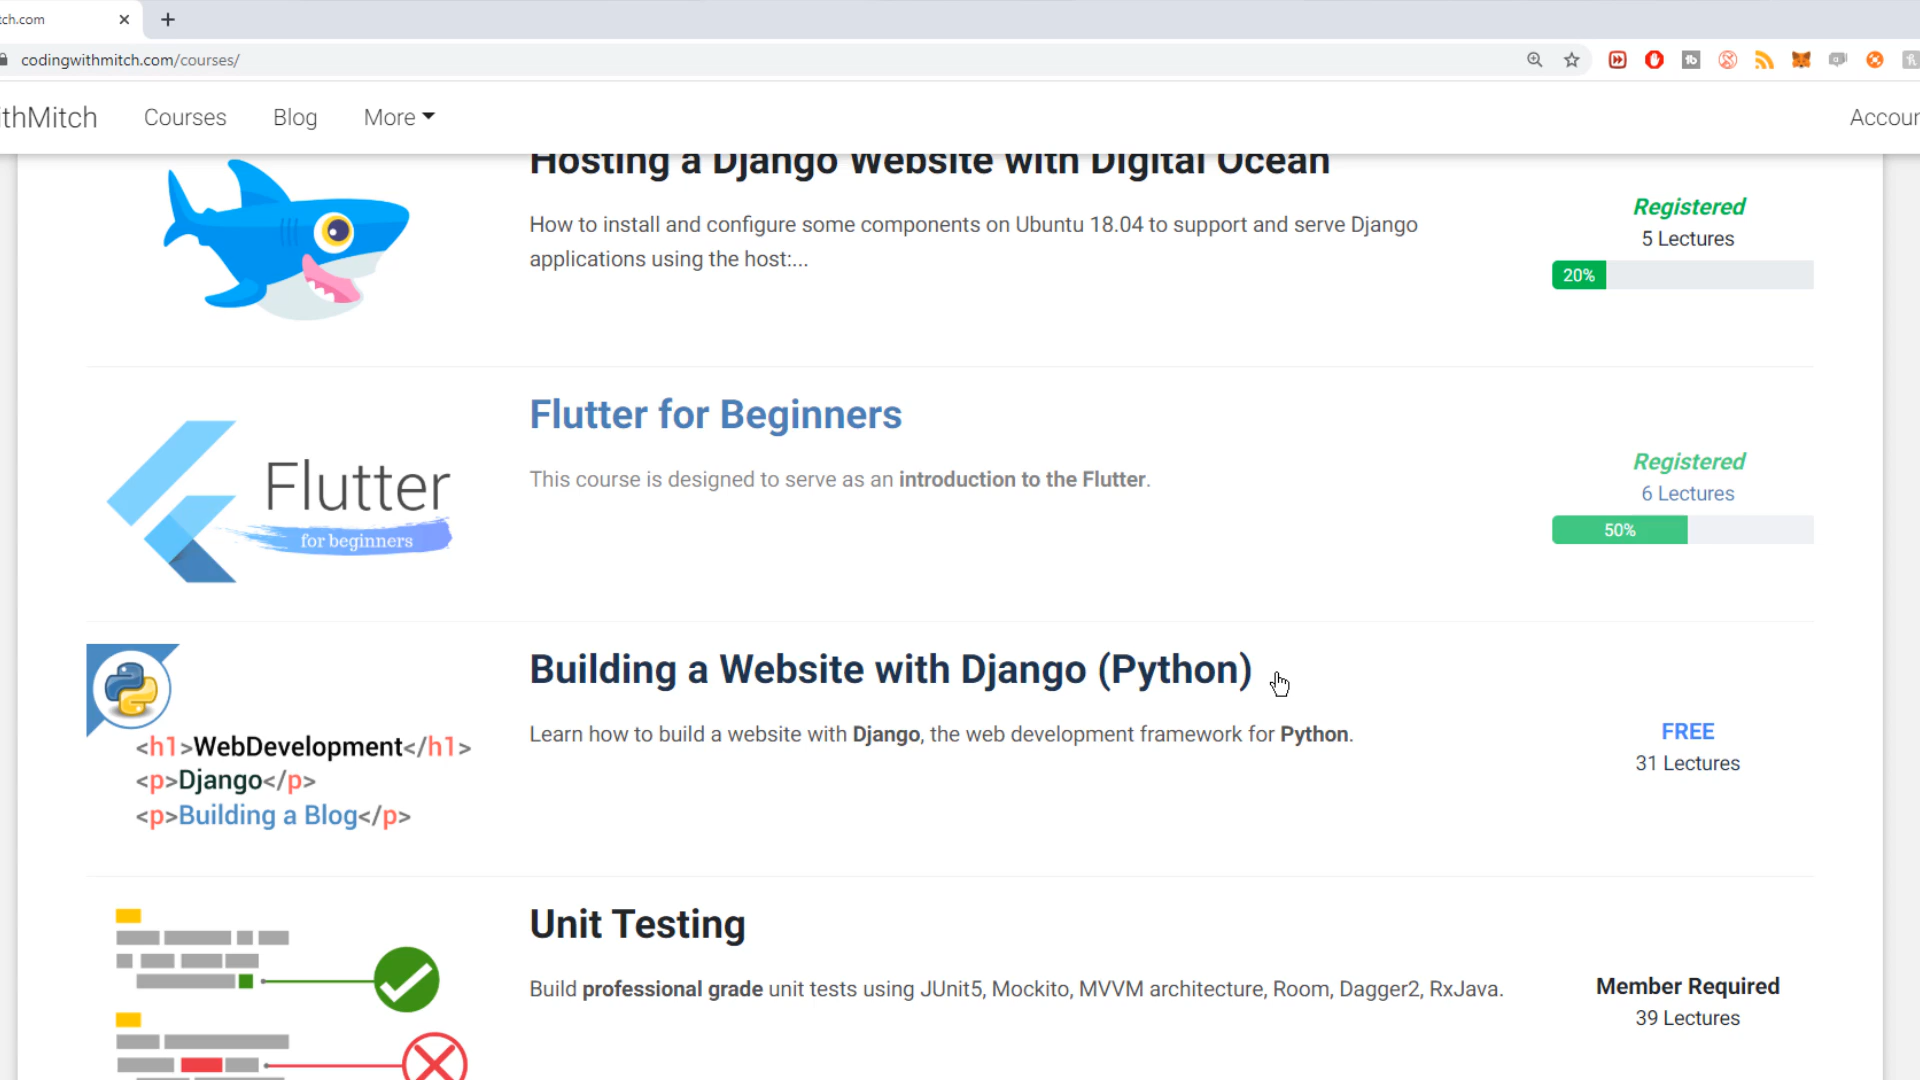 tch.com
codingwithmitch.com/courses/
ithMitch Courses Blog More Accour
Hosting a Django Website with Digital Ocean
How to install and configure some components on Ubuntu 18.04 to support and serve Django
applications using the host:...
Registered
5 Lectures
20%
Flutter
for beginners
Flutter for Beginners
This course is designed to serve as an introduction to the Flutter.
Registered
6 Lectures
50%
<h1>WebDevelopment</h1>
<p>Django</p>
<p>Building a Blog</p>
Building a Website with Django (Python)
Learn how to build a website with Django, the web development framework for Python.
FREE
31 Lectures
Unit Testing
Build professional grade unit tests using JUnit5, Mockito, MVVM architecture, Room, Dagger2, RxJava.
Member Required
39 Lectures